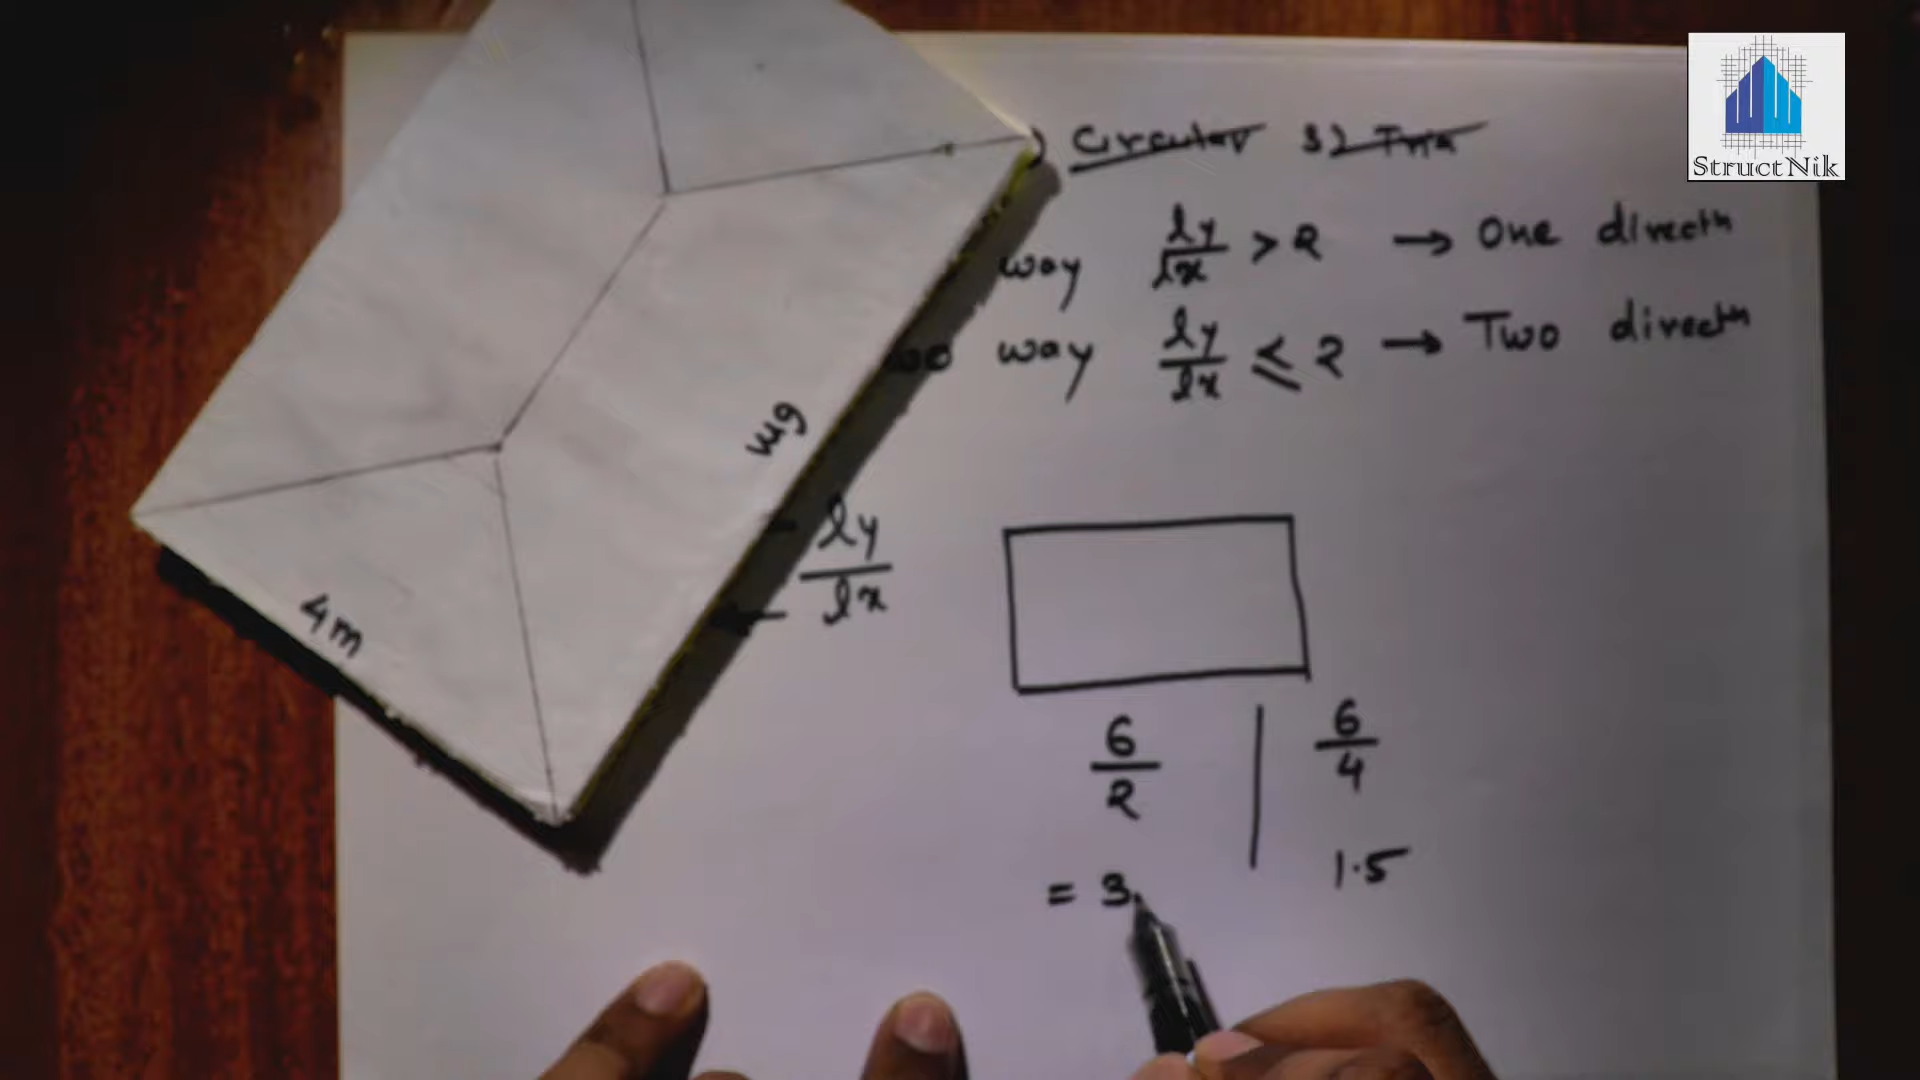 StructNik
Circular 3)
way ly/lx > 2 → One directn
way ly/lx ≤ 2 → Two directn
6m
ly/lx
4m
6/2 | 6/4
= 3 1.5